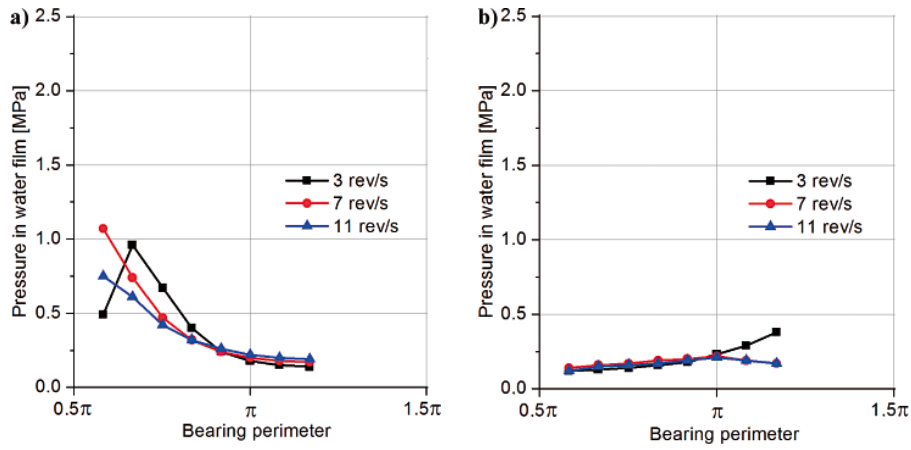 a)
2.5
2.0
1.5
1.0
0.5
0.0
Pressure in water film [MPa]
3 rev/s
7 rev/s
11 rev/s
0.5π
π
1.5π
Bearing perimeter
b)
2.5
2.0
1.5
1.0
0.5
0.0
Pressure in water film [MPa]
3 rev/s
7 rev/s
11 rev/s
0.5π
π
1.5π
Bearing perimeter